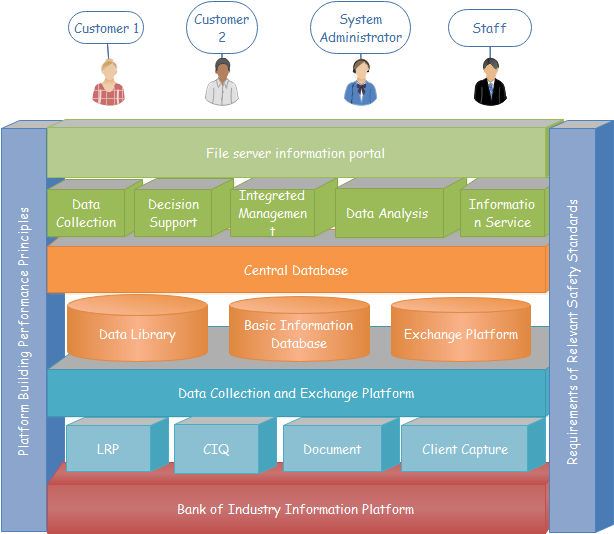 Customer 1
Customer
2
System
Administrator
Staff
File server information portal
Data
Collection
Decision
Support
Integreted
Managemen
t
Data Analysis
Informatio
n Service
Central Database
Data Library
Basic Information
Database
Exchange Platform
Data Collection and Exchange Platform
LRP
CIQ
Document
Client Capture
Bank of Industry Information Platform
Platform Building Performance Principles
Requirements of Relevant Safety Standards